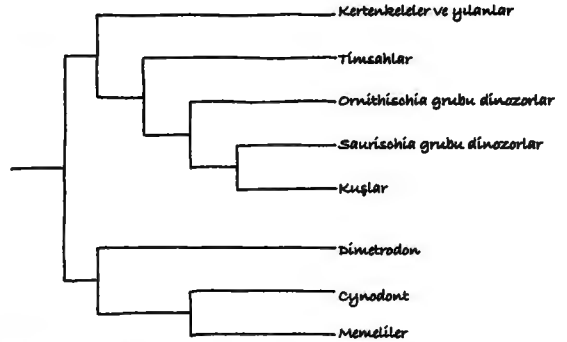 Kertenkeleler ve yılanlar
Timsahlar
Ornithischia grubu dinozorlar
Saurischia grubu dinozorlar
Kuşlar
Dimetrodon
Cynodont
Memeliler